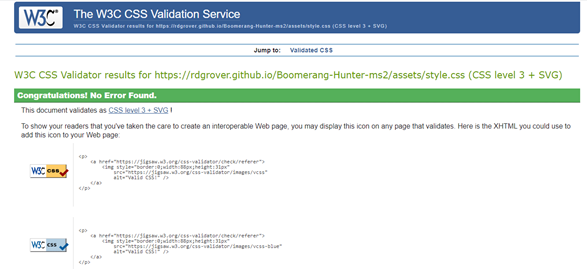 W3C® The W3C CSS Validation Service
W3C CSS Validator results for https://rdgrover.github.io/Boomerang-Hunter-ms2/assets/style.css (CSS level 3 + SVG)
Jump to: Validated CSS
W3C CSS Validator results for https://rdgrover.github.io/Boomerang-Hunter-ms2/assets/style.css (CSS level 3 + SVG)
Congratulations! No Error Found.
This document validates as CSS level 3 + SVG !
To show your readers that you've taken the care to create an interoperable Web page, you may display this icon on any page that validates. Here is the XHTML you could use to
add this icon to your Web page:
<p>
<a href="https://jigsaw.w3.org/css-validator/check/referer">
<img style="border:0;width:88px;height:31px"
src="https://jigsaw.w3.org/css-validator/images/vcss"
alt="Valid CSS!" />
</a>
</p>
W3C CSS
<p>
<a href="https://jigsaw.w3.org/css-validator/check/referer">
<img style="border:0;width:88px;height:31px"
src="https://jigsaw.w3.org/css-validator/images/vcss-blue"
alt="Valid CSS!" />
</a>
</p>
W3C CSS